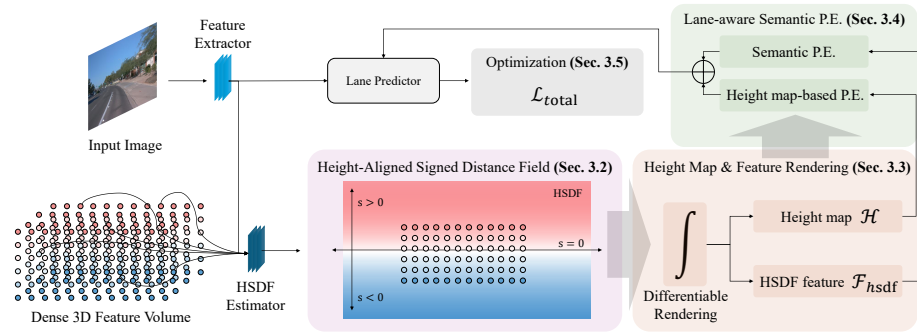 Feature
Extractor
Lane-aware Semantic P.E. (Sec. 3.4)
Semantic P.E.
Height map-based P.E.
Lane Predictor
Optimization (Sec. 3.5)
ℒtotal
Input Image
Height-Aligned Signed Distance Field (Sec. 3.2)
HSDF
s > 0
s = 0
s < 0
Height Map & Feature Rendering (Sec. 3.3)
∫
Differentiable
Rendering
Height map ℋ
HSDF feature ℱhsdf
HSDF
Estimator
Dense 3D Feature Volume